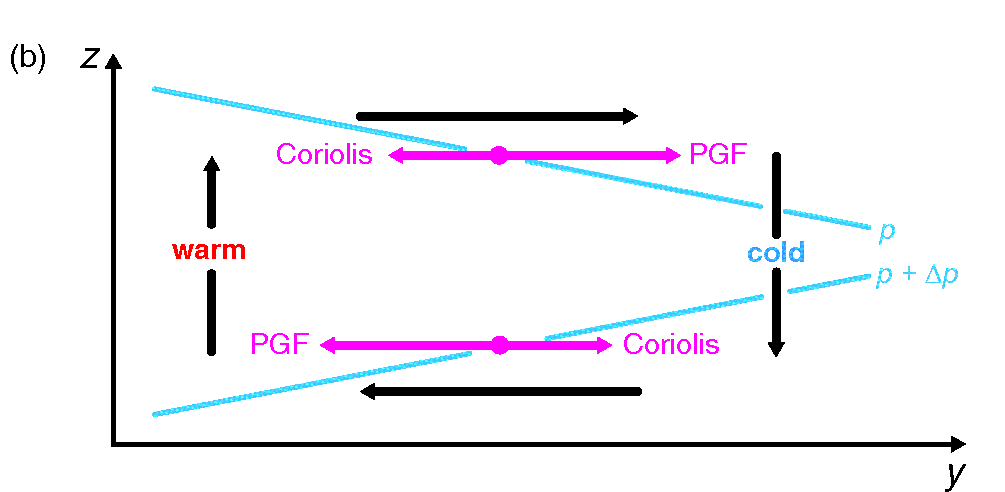 (b)
z
Coriolis
PGF
warm
cold
p
p + Δp
PGF
Coriolis
y